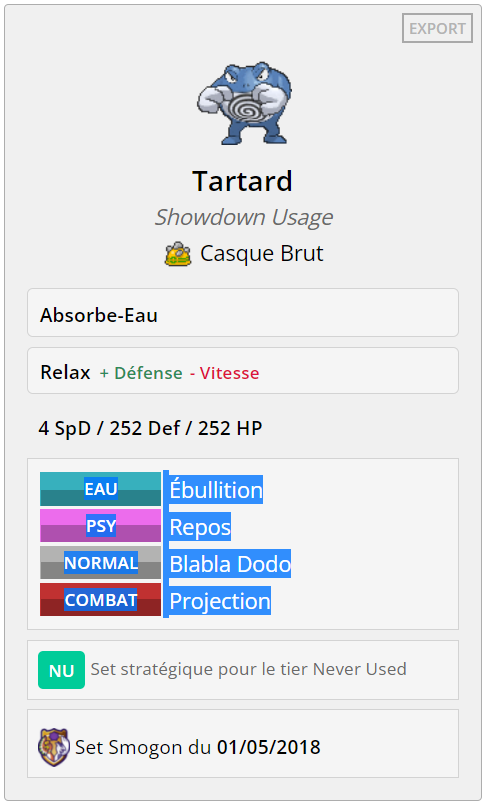 EXPORT
Tartard
Showdown Usage
Casque Brut
Absorbe-Eau
Relax + Défense - Vitesse
4 SpD / 252 Def / 252 HP
EAU Ébullition
PSY Repos
NORMAL Blabla Dodo
COMBAT Projection
NU Set stratégique pour le tier Never Used
Set Smogon du 01/05/2018